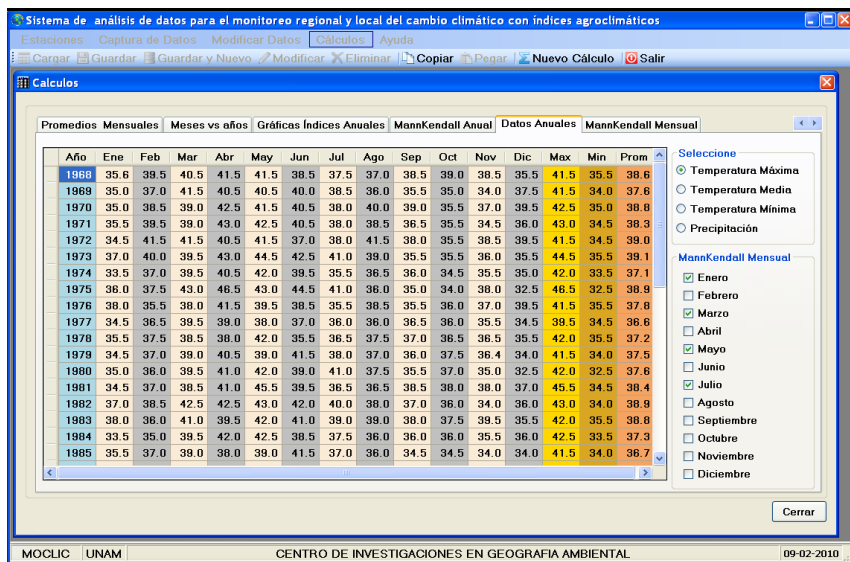 Sistema de análisis de datos para el monitoreo regional y local del cambio climático con índices agroclimáticos
Estaciones Captura de Datos Modificar Datos Cálculos Ayuda
Cargar Guardar Guardar y Nuevo Modificar Eliminar Copiar Pegar Nuevo Cálculo Salir
Calculos
Promedios Mensuales Meses vs años Gráficas Índices Anuales MannKendall Anual Datos Anuales MannKendall Mensual
Año Ene Feb Mar Abr May Jun Jul Ago Sep Oct Nov Dic Max Min Prom
1968 35.6 39.5 40.5 41.5 41.5 38.5 37.5 37.0 38.5 39.0 38.5 35.5 41.5 35.5 38.6
1969 35.0 37.0 41.5 40.5 40.5 40.0 38.5 36.5 35.5 35.0 34.0 37.5 41.5 34.0 37.6
1970 35.0 38.5 39.0 42.5 41.5 40.5 38.0 40.0 39.0 35.5 37.0 39.5 42.5 35.0 38.8
1971 35.5 39.5 39.0 43.0 42.5 40.5 38.0 38.5 36.5 35.5 34.5 36.0 43.0 34.5 38.3
1972 34.5 41.5 41.5 40.5 41.5 37.0 38.0 41.5 38.0 35.5 38.5 39.5 41.5 34.5 39.0
1973 37.0 40.0 39.5 43.0 44.5 42.5 41.0 39.0 35.5 35.5 36.0 35.5 44.5 35.5 39.1
1974 33.5 37.0 39.5 40.5 42.0 39.5 35.5 36.5 36.0 34.5 35.5 35.0 42.0 33.5 37.1
1975 36.0 37.5 43.0 46.5 43.0 44.5 41.0 36.0 35.0 34.0 38.0 32.5 46.5 32.5 38.9
1976 38.0 35.5 38.0 41.5 39.5 38.5 35.5 38.5 35.5 36.0 37.0 39.5 41.5 35.5 37.8
1977 34.5 36.5 39.5 39.0 38.0 37.0 36.0 36.0 36.5 36.0 35.5 34.5 39.5 34.5 36.6
1978 35.5 37.5 38.5 38.0 42.0 35.5 36.5 37.5 37.0 36.5 36.5 35.5 42.0 35.5 37.2
1979 34.5 37.0 39.0 40.5 39.0 41.5 38.0 37.0 36.0 37.5 36.4 34.0 41.5 34.0 37.5
1980 35.0 36.0 39.5 41.0 42.0 39.0 41.0 37.5 35.5 37.0 35.0 32.5 42.0 32.5 37.6
1981 34.5 37.0 38.5 41.0 45.5 39.5 36.5 36.5 38.5 38.0 38.0 37.0 45.5 34.5 38.4
1982 37.0 38.5 42.5 42.5 43.0 42.0 40.0 38.0 37.0 36.0 34.0 36.0 43.0 34.0 38.9
1983 38.0 36.0 41.0 39.5 42.0 41.0 39.0 39.0 38.0 37.5 39.5 35.5 42.0 35.5 38.8
1984 33.5 35.0 39.5 42.0 42.5 38.5 37.5 36.0 36.0 36.0 35.5 36.0 42.5 33.5 37.3
1985 35.5 37.0 39.0 38.0 39.0 41.5 37.0 36.0 34.5 34.5 34.0 34.0 41.5 34.0 36.7
Seleccione
Temperatura Máxima
Temperatura Media
Temperatura Mínima
Precipitación
MannKendall Mensual
Enero
Febrero
Marzo
Abril
Mayo
Junio
Julio
Agosto
Septiembre
Octubre
Noviembre
Diciembre
Cerrar
MOCLIC UNAM CENTRO DE INVESTIGACIONES EN GEOGRAFIA AMBIENTAL 09-02-2010